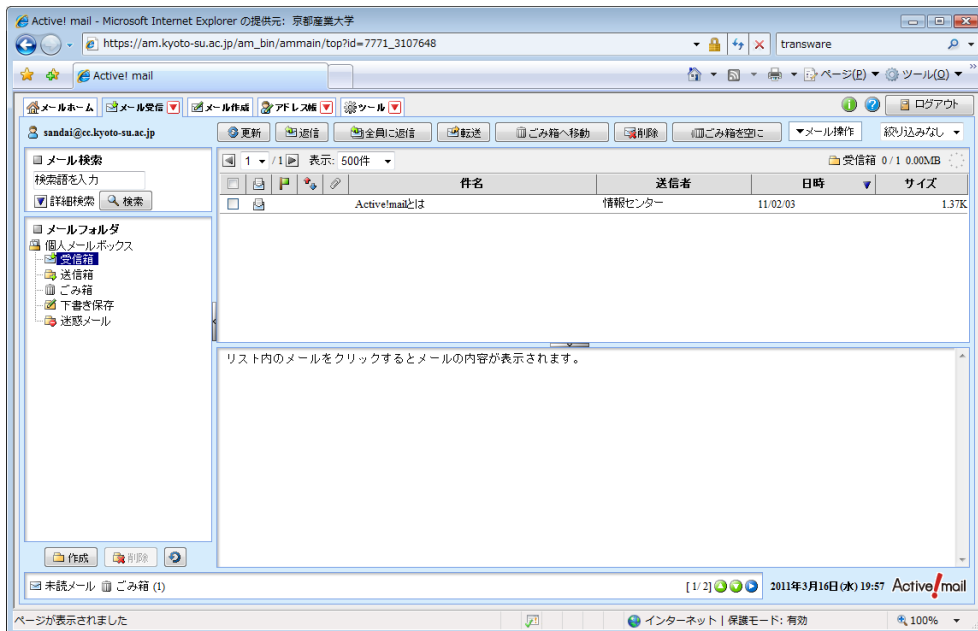 Active! mail - Microsoft Internet Explorer の提供元: 京都産業大学
https://am.kyoto-su.ac.jp/am_bin/ammain/top?id=7771_3107648
transware
Active! mail
ページ(P) ツール(O)
メールホーム メール受信 メール作成 アドレス帳 ツール ログアウト
sandai@cc.kyoto-su.ac.jp
更新 返信 全員に返信 転送 ごみ箱へ移動 削除 ごみ箱を空に ▼メール操作 絞り込みなし
メール検索
検索語を入力
詳細検索 検索
1 /1 表示: 500件 受信箱 0 / 1 0.00MB
件名 送信者 日時 サイズ
Active!mailとは 情報センター 11/02/03 1.37K
メールフォルダ
個人メールボックス
受信箱
送信箱
ごみ箱
下書き保存
迷惑メール
リスト内のメールをクリックするとメールの内容が表示されます。
作成 削除
未読メール ごみ箱 (1) [1/2] 2011年3月16日(水) 19:57 Active! mail
ページが表示されました インターネット | 保護モード: 有効 100%